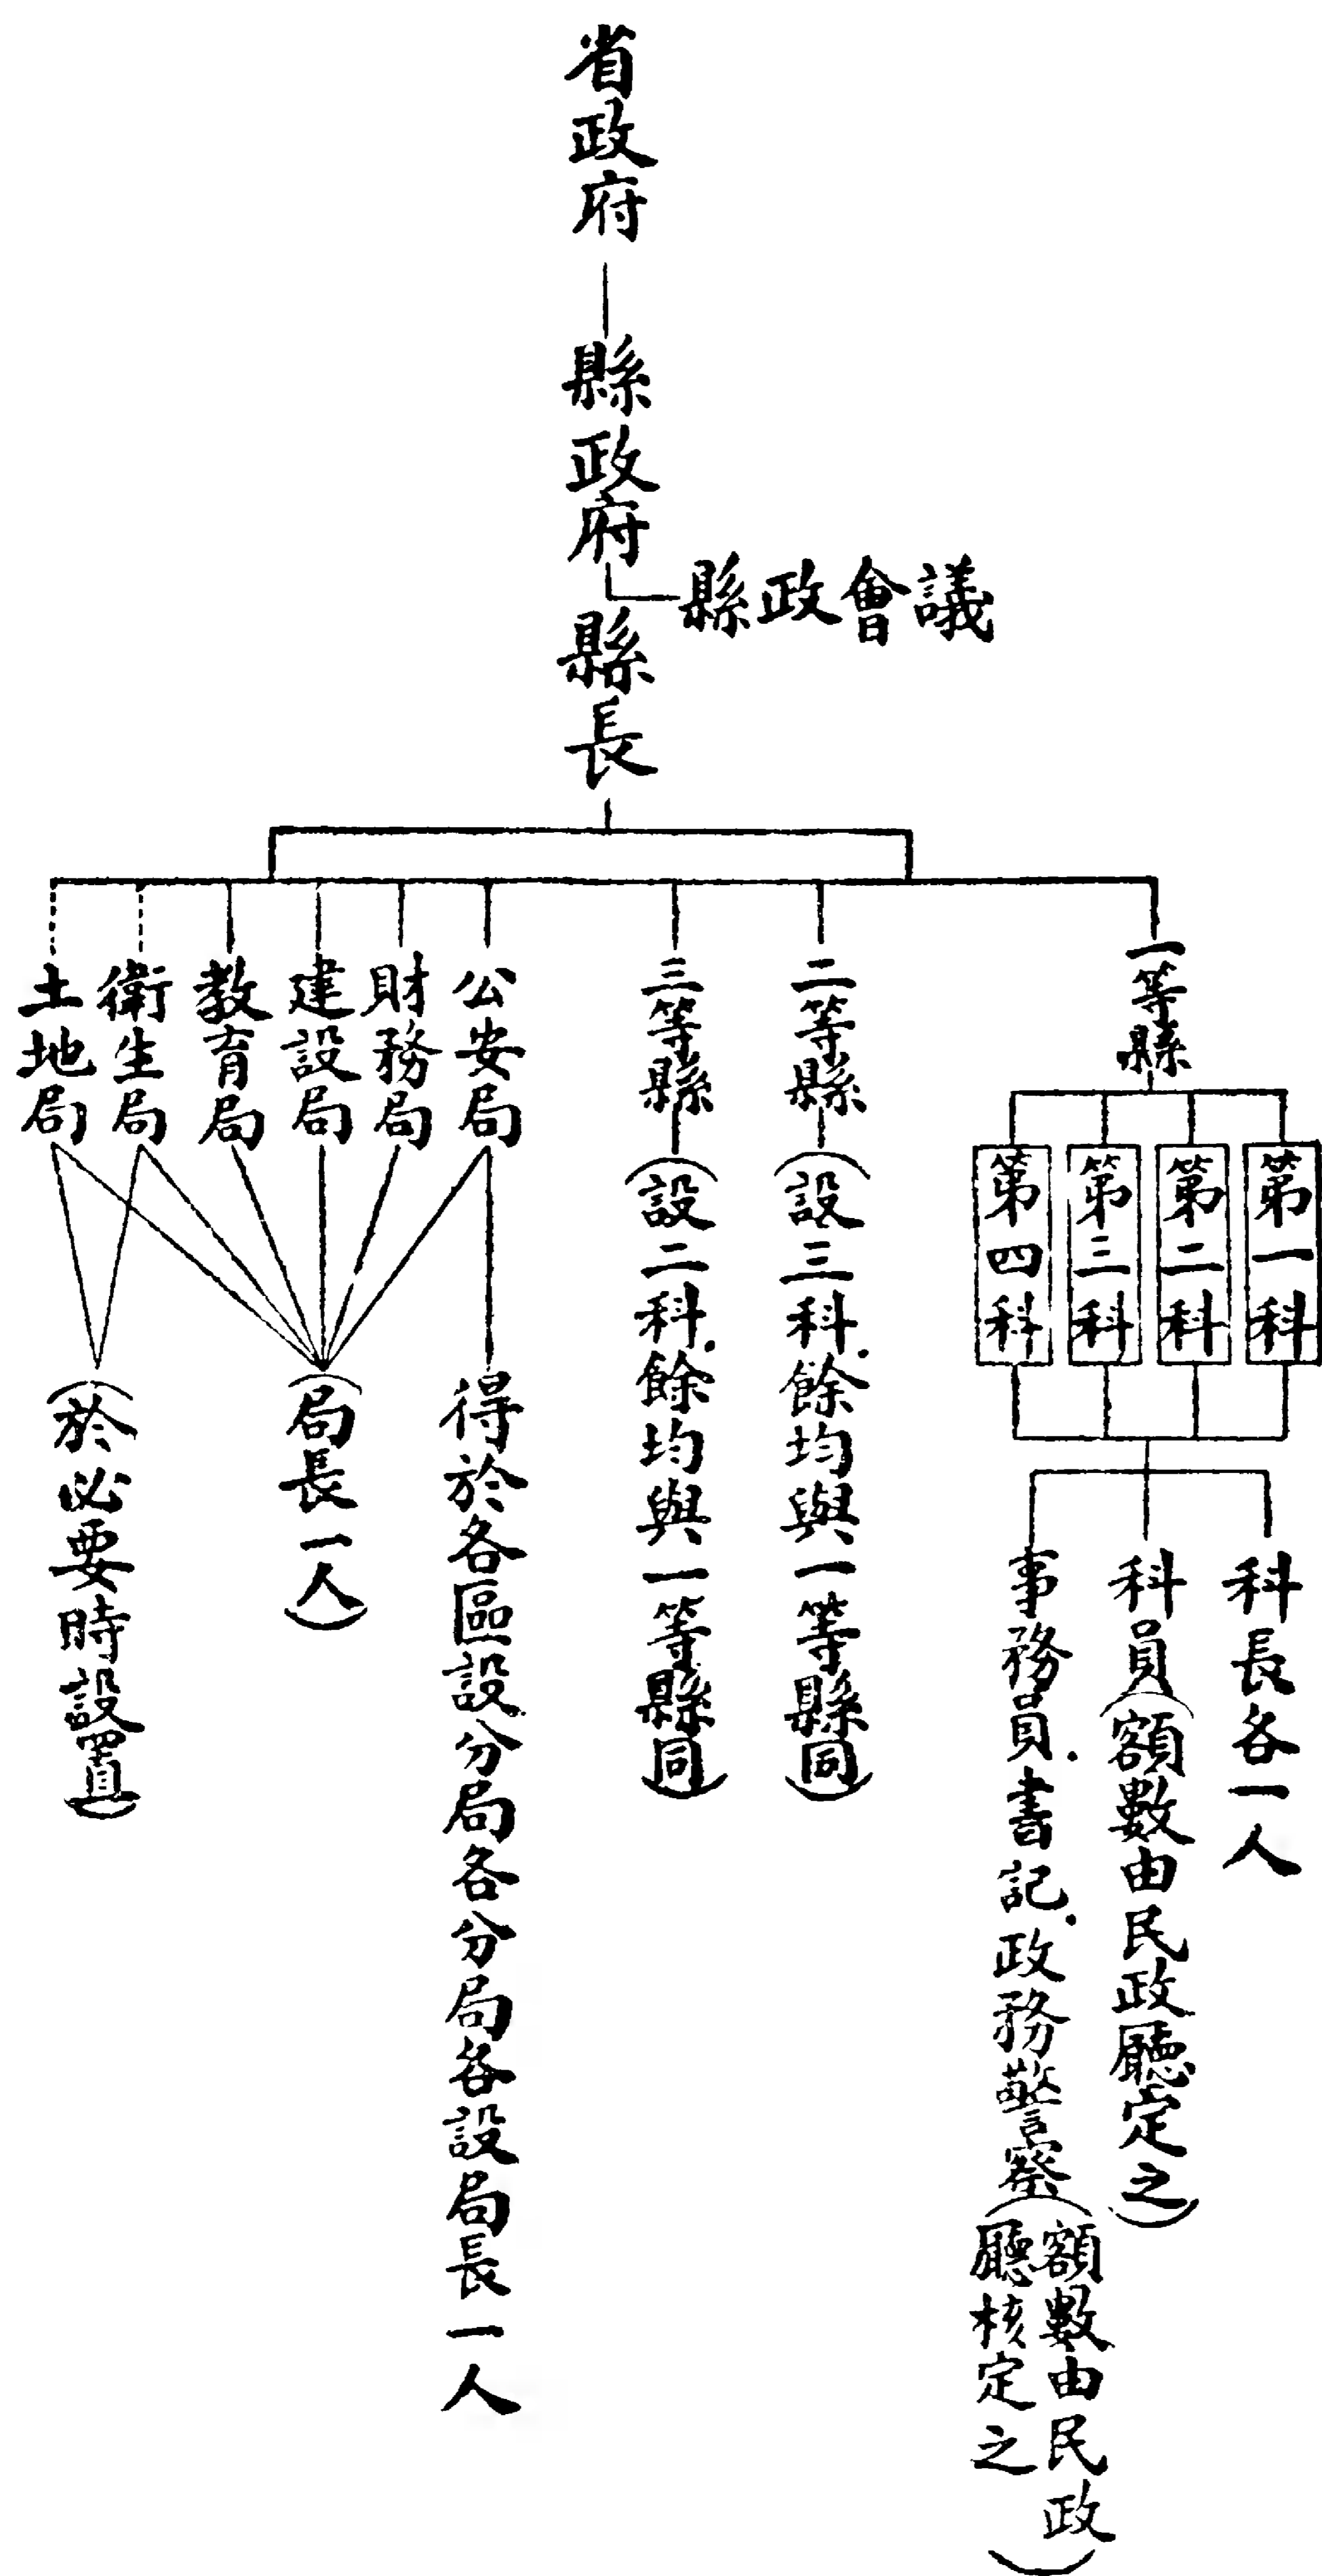 省政府
縣政府
縣政會議
縣長
一等縣
第一科
第二科
第三科
第四科
科長各一人
科員（額數由民政廳定之）
事務員．書記．政務警察（額數由民政
廳核定之）
二等縣
（設三科．餘均與一等縣同）
三等縣
（設二科．餘均與一等縣同）
公安局
財務局
建設局
教育局
衛生局
土地局
得於各區設分局各分局各設局長一人
（局長一人）
（於必要時設置）